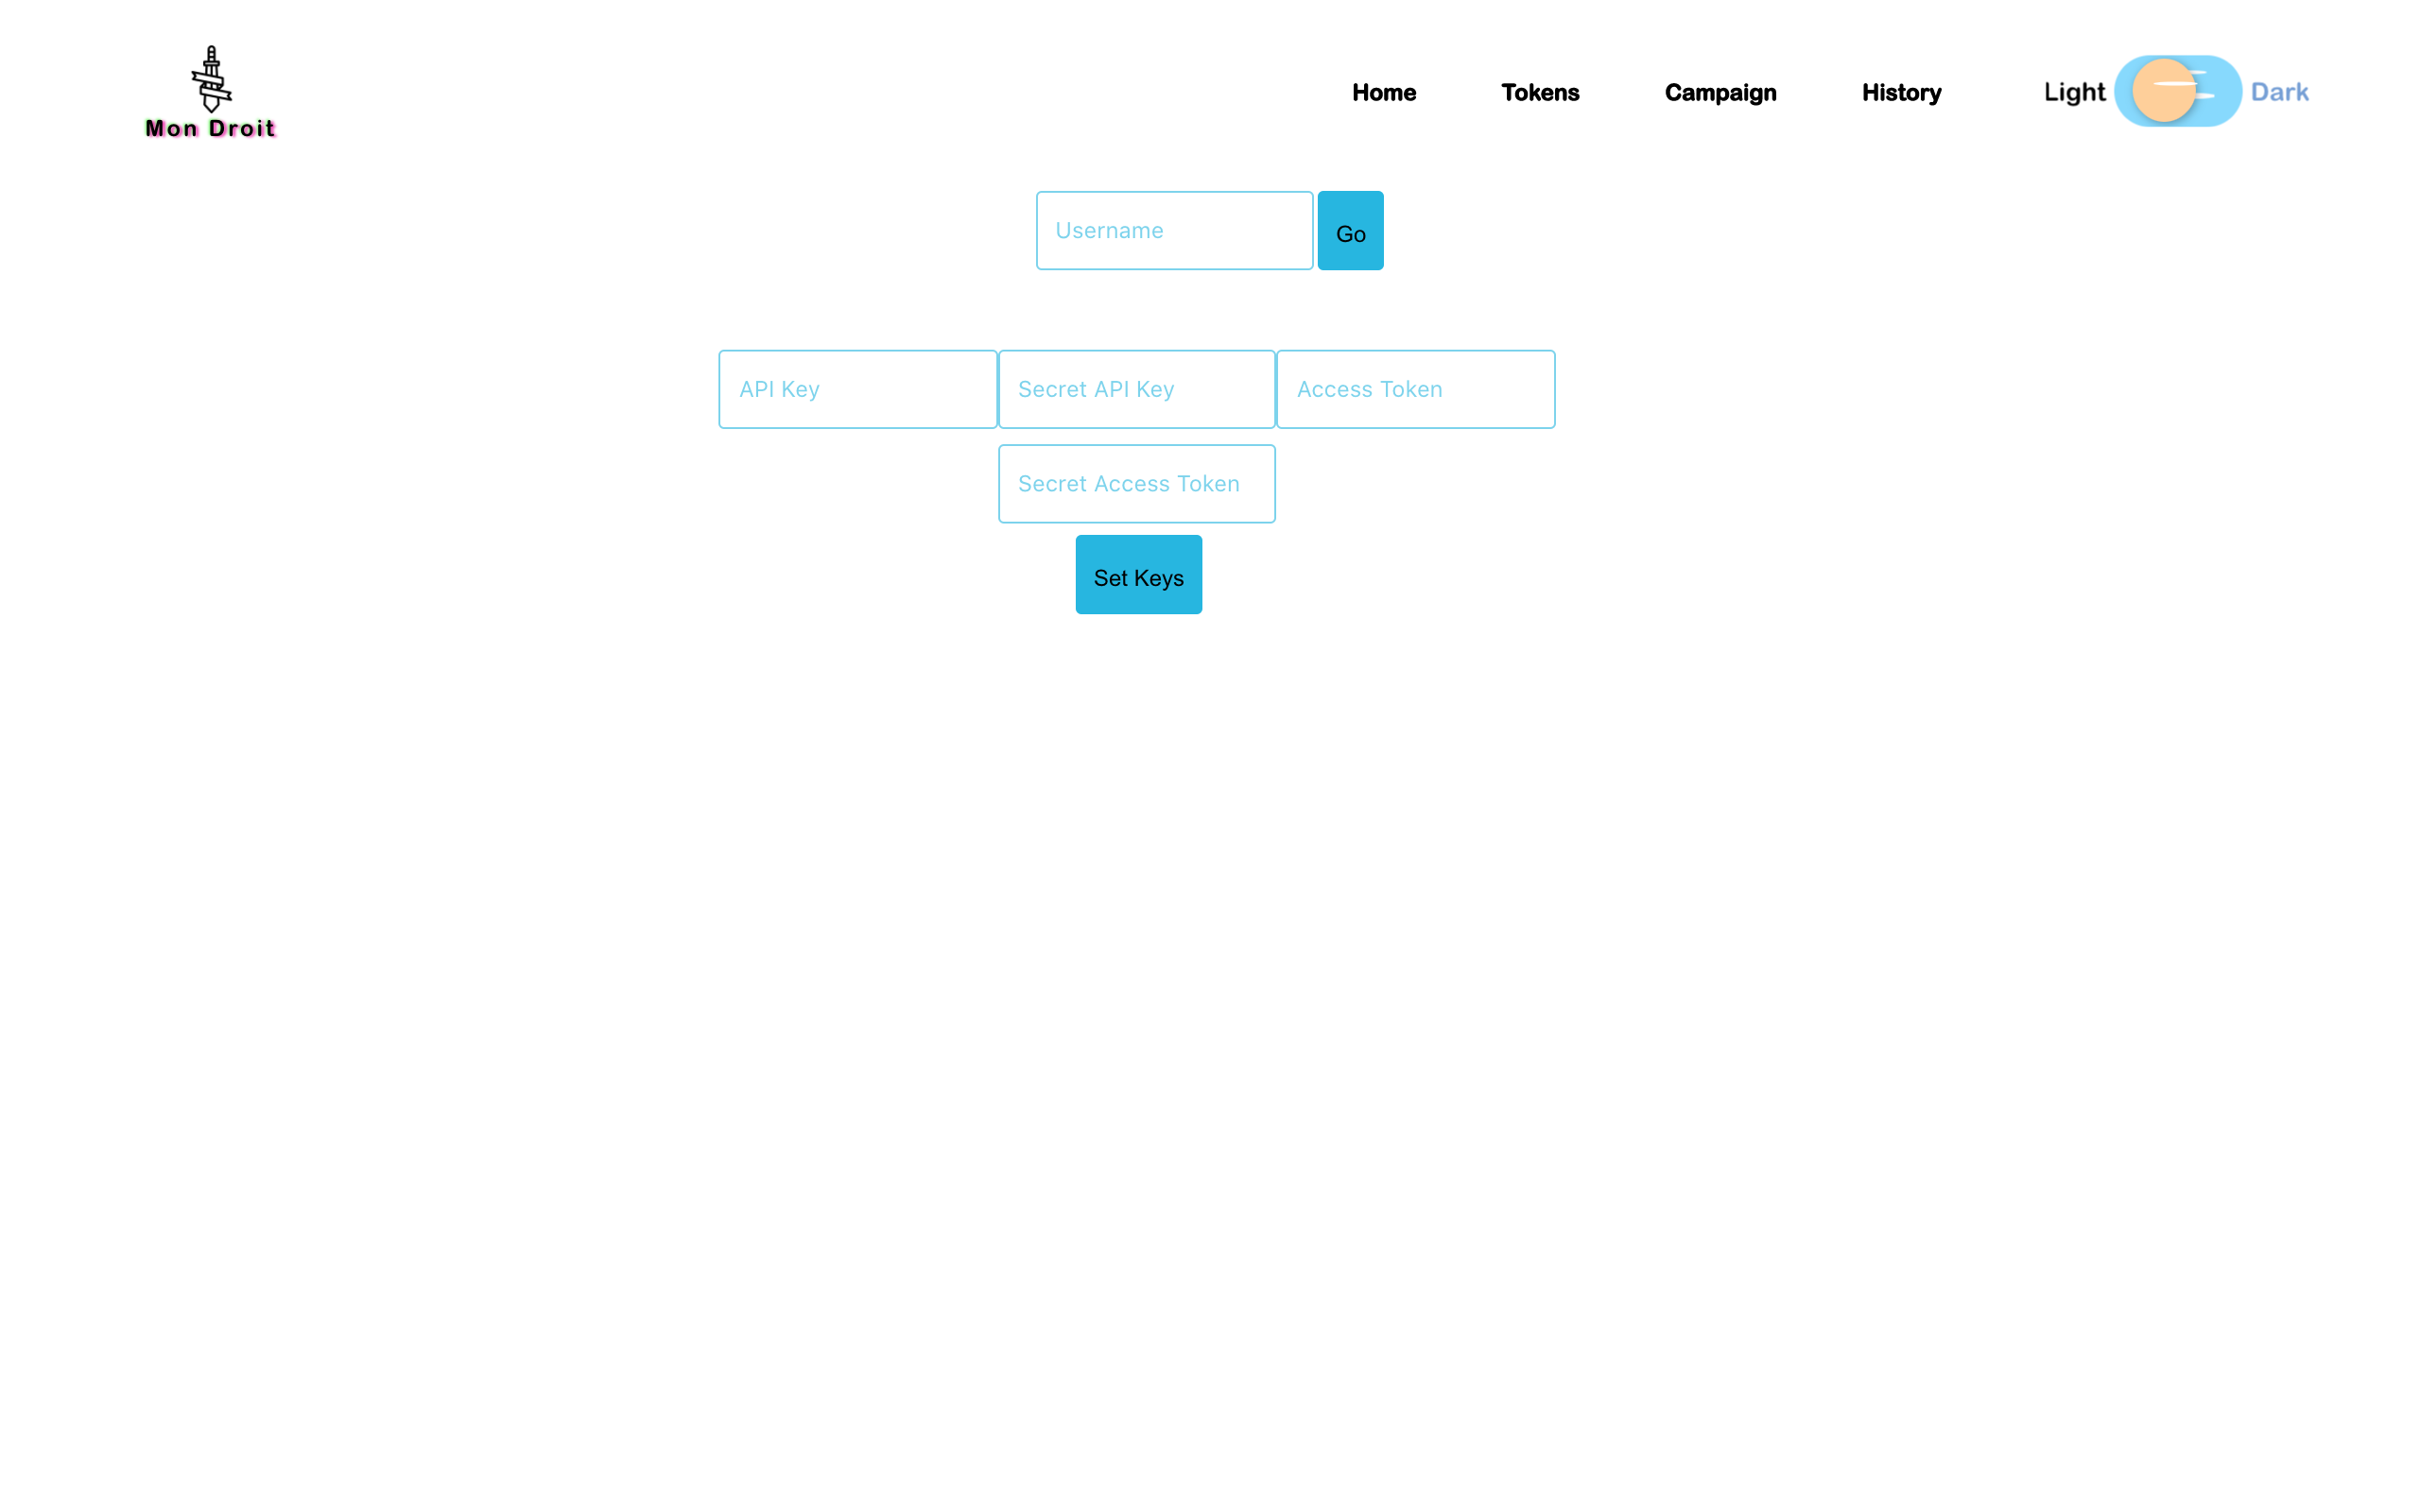 Home Tokens Campaign History Light Dark
Mon Droit
Username Go
API Key Secret API Key Access Token
Secret Access Token
Set Keys